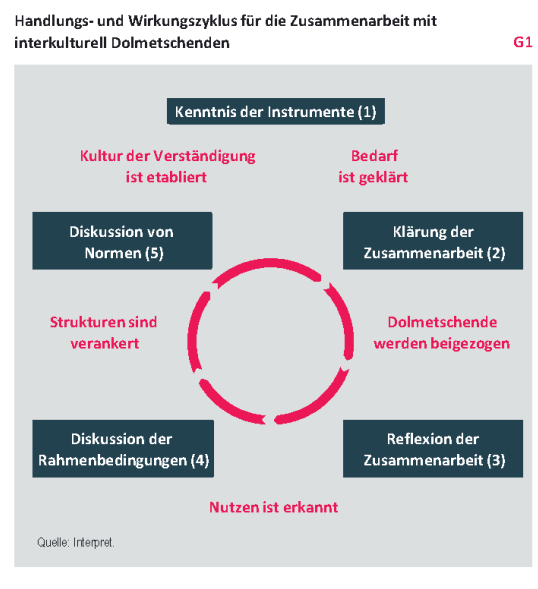 Handlungs- und Wirkungszyklus für die Zusammenarbeit mit
interkulturell Dolmetschenden
G1
Kenntnis der Instrumente (1)
Kultur der Verständigung
ist etabliert
Bedarf
ist geklärt
Diskussion von
Normen (5)
Klärung der
Zusammenarbeit (2)
Strukturen sind
verankert
Dolmetschende
werden beigezogen
Diskussion der
Rahmenbedingungen (4)
Reflexion der
Zusammenarbeit (3)
Nutzen ist erkannt
Quelle: Interpret.